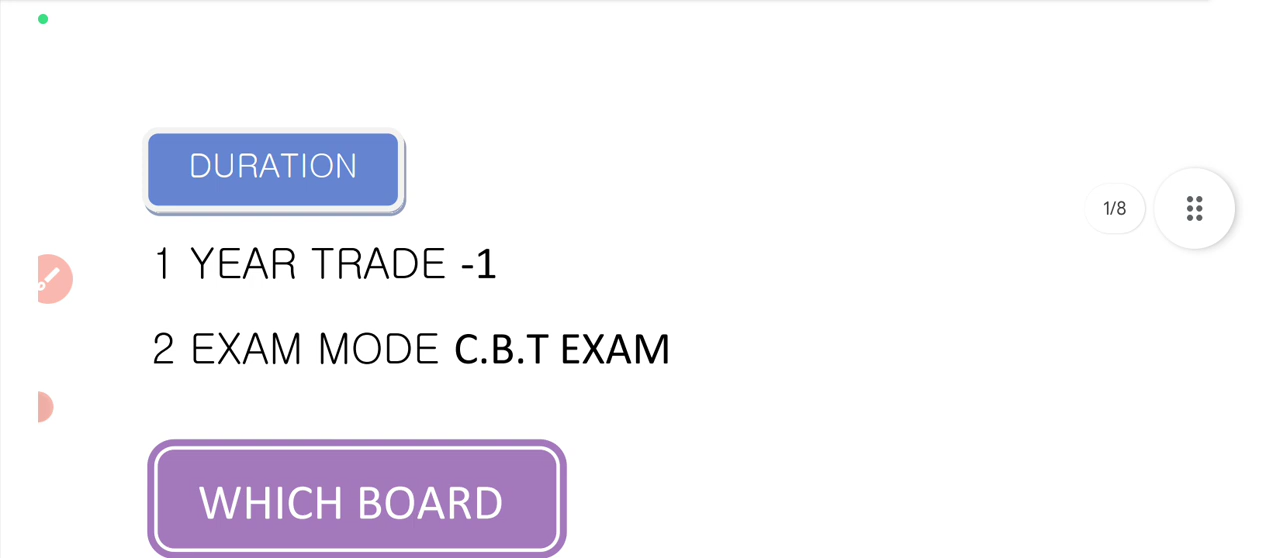 DURATION
1/8
1 YEAR TRADE -1
2 EXAM MODE C.B.T EXAM
WHICH BOARD